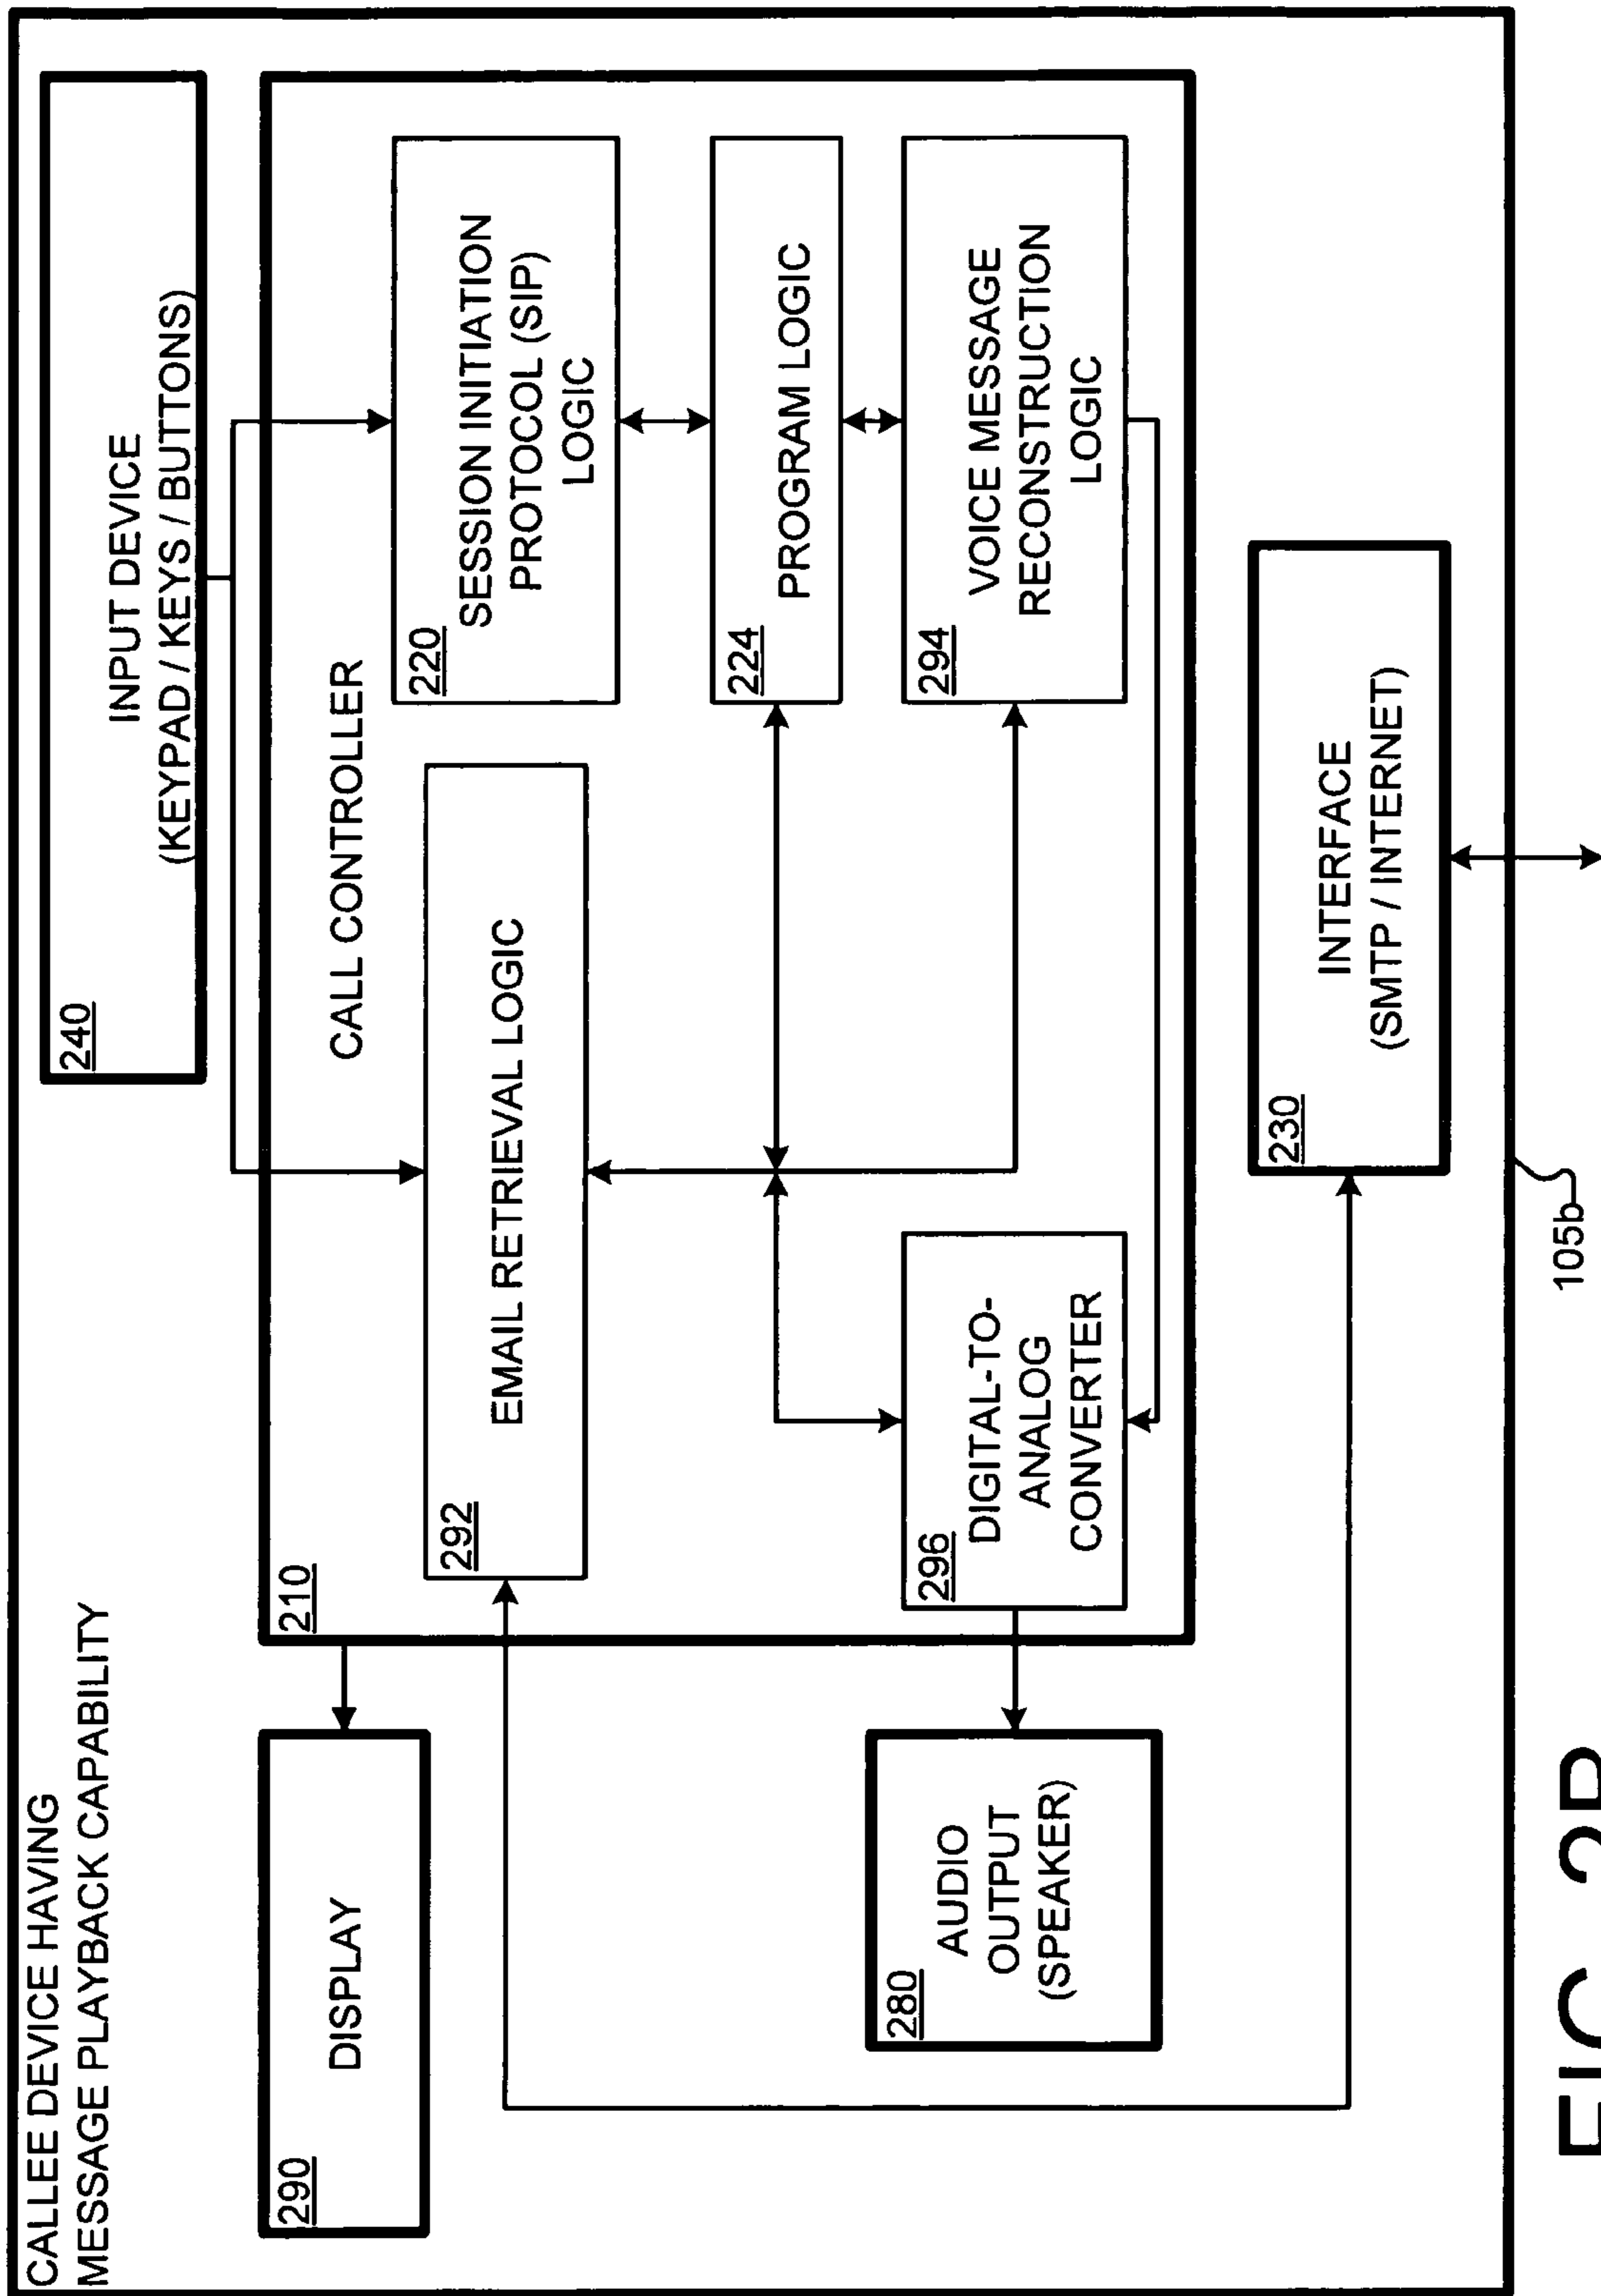 CALLEE DEVICE HAVING
MESSAGE PLAYBACK CAPABILITY
240
INPUT DEVICE
(KEYPAD / KEYS / BUTTONS)
290
DISPLAY
210
CALL CONTROLLER
292
EMAIL RETRIEVAL LOGIC
220
SESSION INITIATION
PROTOCOL (SIP)
LOGIC
224
PROGRAM LOGIC
280
AUDIO
OUTPUT
(SPEAKER)
296
DIGITAL-TO-
ANALOG
CONVERTER
294
VOICE MESSAGE
RECONSTRUCTION
LOGIC
230
INTERFACE
(SMTP / INTERNET)
105b
FIG. 2B